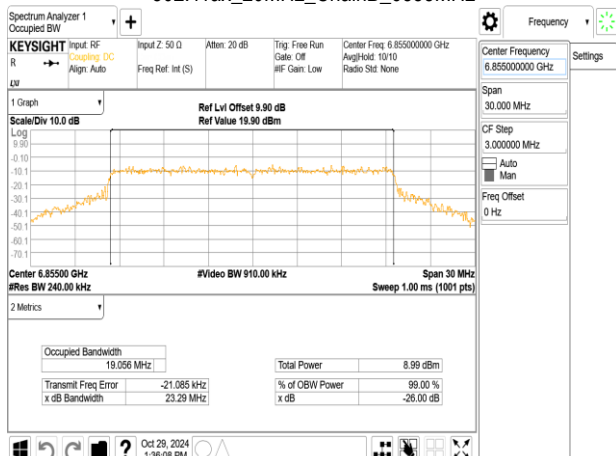 Spectrum Analyzer 1
Occupied BW
Frequency
KEYSIGHT
Input: RF
Coupling: DC
Align: Auto
Input Z: 50 Ω
Freq Ref: Int (S)
Atten: 20 dB
Trig: Free Run
Gate: Off
#IF Gain: Low
Center Freq: 6.855000000 GHz
Avg|Hold: 10/10
Radio Std: None
R
LXI
Center Frequency
6.855000000 GHz
Settings
Span
30.000 MHz
CF Step
3.000000 MHz
Auto
Man
Freq Offset
0 Hz
1 Graph
Ref Lvl Offset 9.90 dB
Scale/Div 10.0 dB
Ref Value 19.90 dBm
Log
9.90
-0.10
-10.1
-20.1
-30.1
-40.1
-50.1
-60.1
-70.1
Center 6.85500 GHz
#Video BW 910.00 kHz
Span 30 MHz
#Res BW 240.00 kHz
Sweep 1.00 ms (1001 pts)
2 Metrics
Occupied Bandwidth
19.056 MHz
Total Power
8.99 dBm
Transmit Freq Error
-21.085 kHz
% of OBW Power
99.00 %
x dB Bandwidth
23.29 MHz
x dB
-26.00 dB
?
Oct 29, 2024
1:36:08 PM